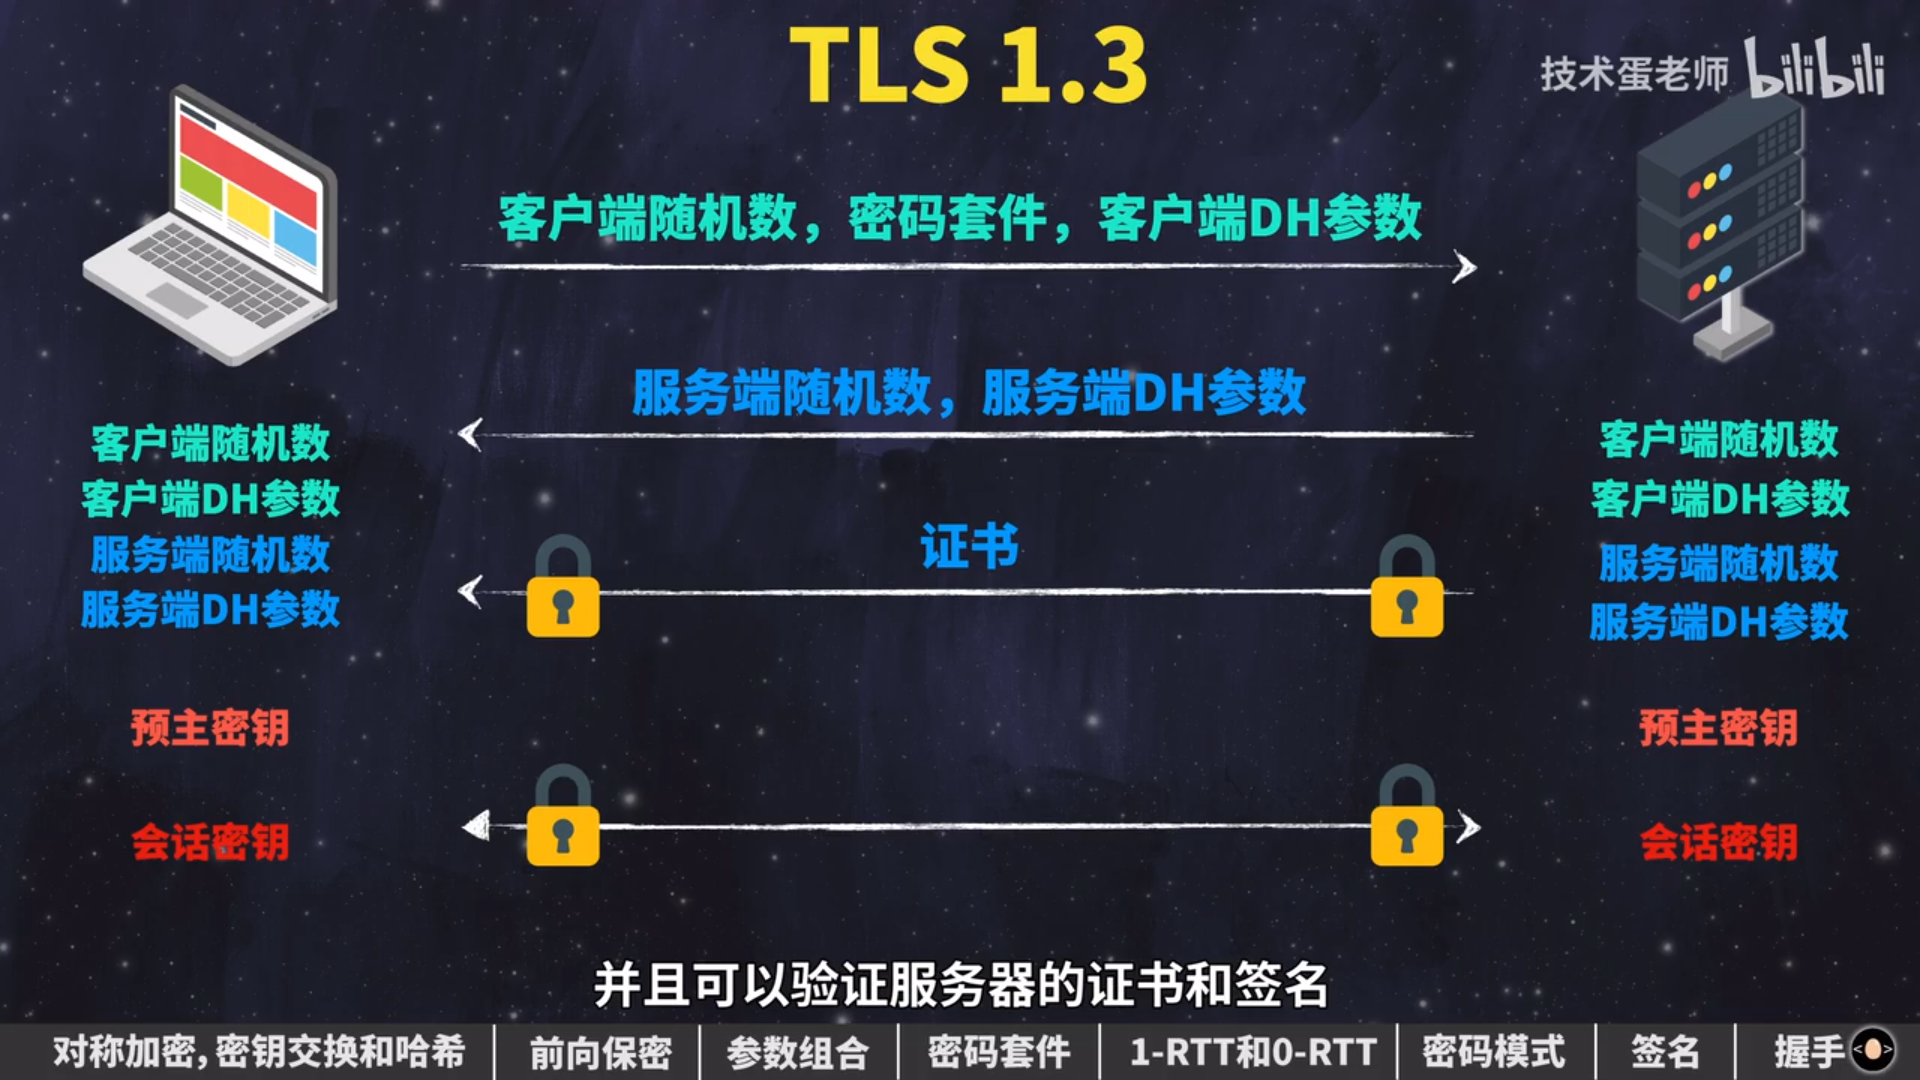 TLS 1.3
技术蛋老师 bilibili
客户端随机数，密码套件，客户端DH参数
服务端随机数，服务端DH参数
客户端随机数
客户端DH参数
服务端随机数
服务端DH参数
证书
客户端随机数
客户端DH参数
服务端随机数
服务端DH参数
预主密钥
预主密钥
会话密钥
会话密钥
并且可以验证服务器的证书和签名
对称加密,密钥交换和哈希 前向保密 参数组合 密码套件 1-RTT和0-RTT 密码模式 签名 握手